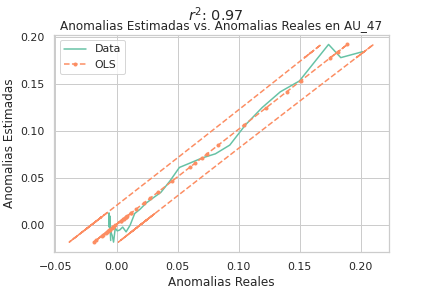 r²: 0.97
Anomalias Estimadas vs. Anomalias Reales en AU_47
0.20
0.15
0.10
0.05
0.00
Anomalias Estimadas
Data
OLS
−0.05 0.00 0.05 0.10 0.15 0.20
Anomalias Reales